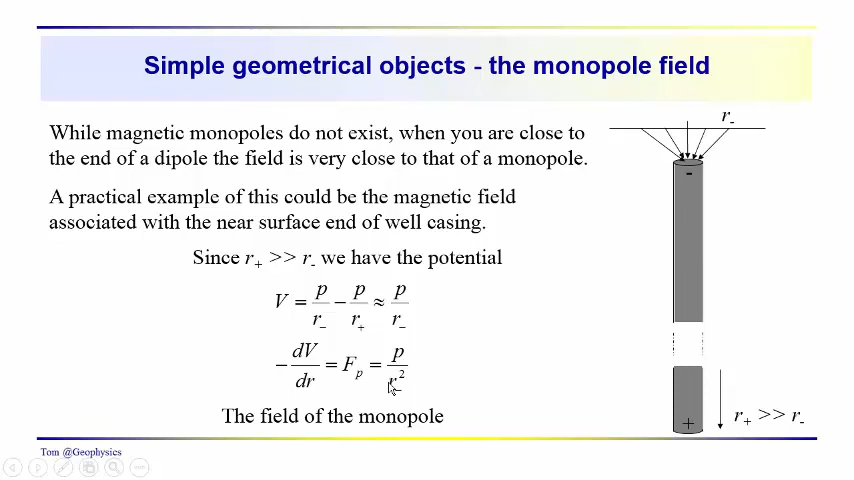 Simple geometrical objects - the monopole field
While magnetic monopoles do not exist, when you are close to
the end of a dipole the field is very close to that of a monopole.
A practical example of this could be the magnetic field
associated with the near surface end of well casing.
Since r₊ >> r₋ we have the potential
V = p/r₋ − p/r₊ ≈ p/r₋
−dV/dr = Fₚ = p/r₋²
The field of the monopole
r₋
-
+
r₊ >> r₋
Tom @Geophysics